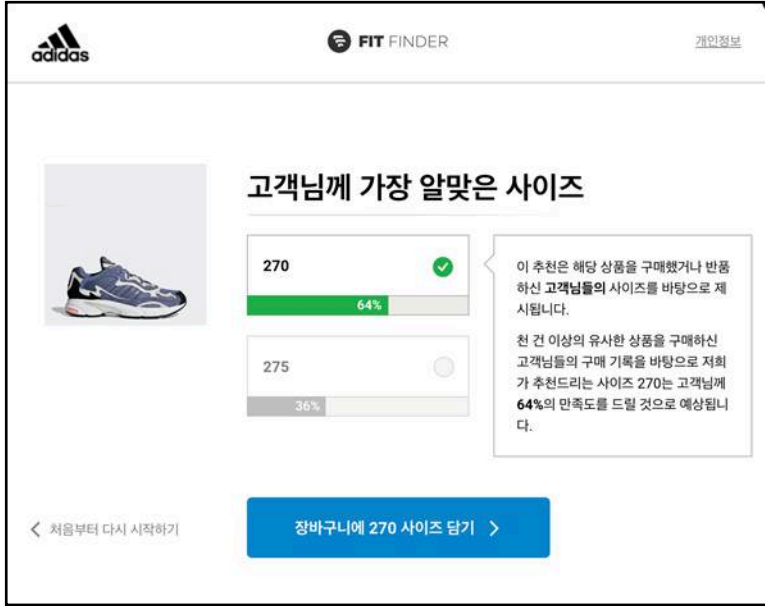 adidas
FIT FINDER
개인정보
고객님께 가장 알맞은 사이즈
270
64%
275
36%
이 추천은 해당 상품을 구매했거나 반품
하신 고객님들의 사이즈를 바탕으로 제
시됩니다.
천 건 이상의 유사한 상품을 구매하신
고객님들의 구매 기록을 바탕으로 저희
가 추천드리는 사이즈 270는 고객님께
64%의 만족도를 드릴 것으로 예상됩니
다.
처음부터 다시 시작하기
장바구니에 270 사이즈 담기